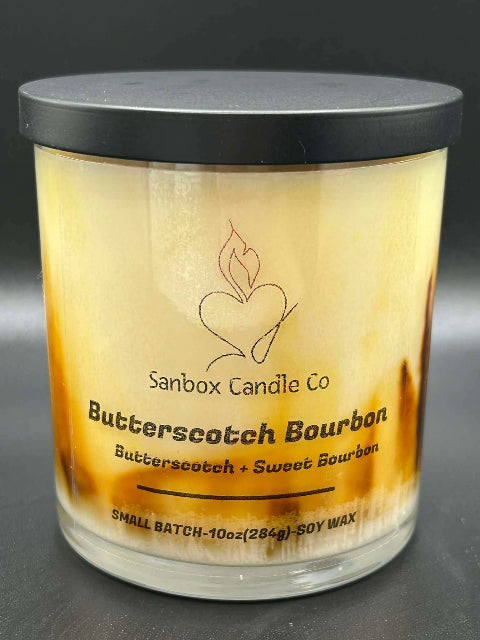 Sanbox Candle Co
Butterscotch Bourbon
Butterscotch + Sweet Bourbon
SMALL BATCH-10oz(284g)-SOY WAX